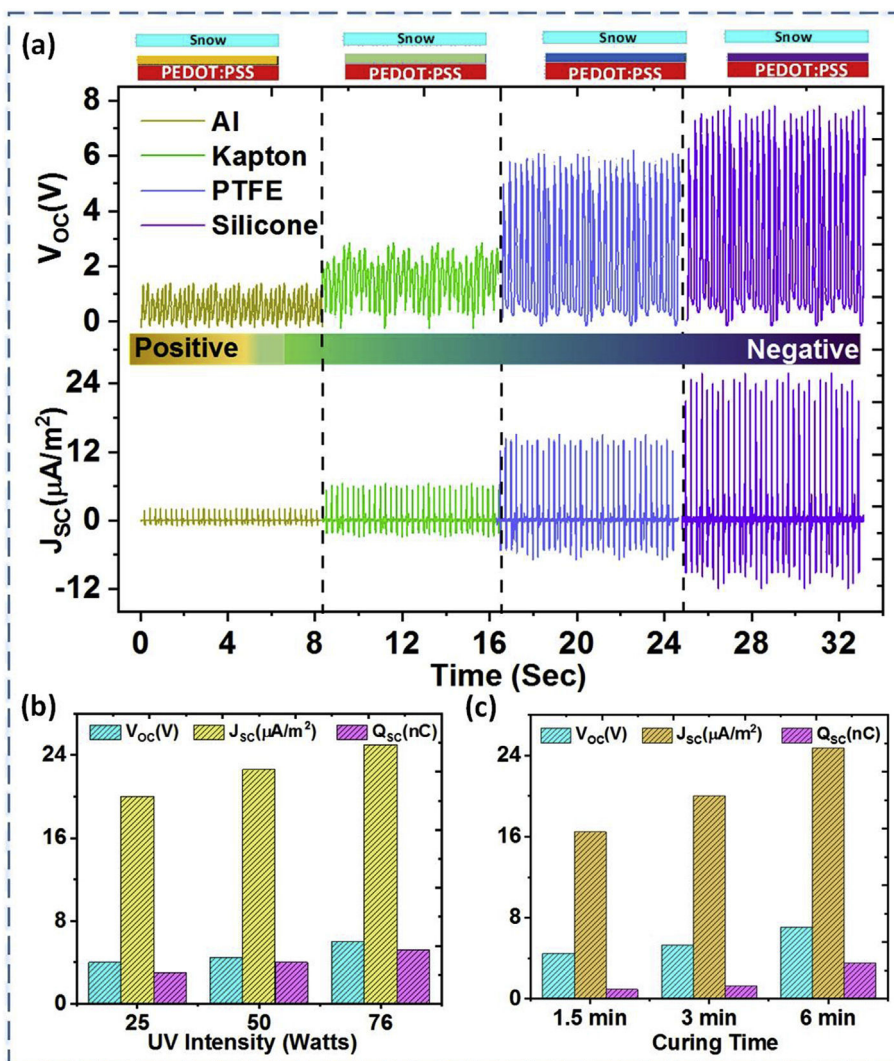 (a)
Snow Snow Snow Snow
PEDOT:PSS PEDOT:PSS PEDOT:PSS PEDOT:PSS
8
6
4
2
0
V_OC(V)
Al
Kapton
PTFE
Silicone
Positive Negative
24
12
0
-12
J_SC(μA/m²)
0 4 8 12 16 20 24 28 32
Time (Sec)
(b)
V_OC(V) J_SC(μA/m²) Q_SC(nC)
24
16
8
0
25 50 76
UV Intensity (Watts)
(c)
V_OC(V) J_SC(μA/m²) Q_SC(nC)
24
16
8
0
1.5 min 3 min 6 min
Curing Time